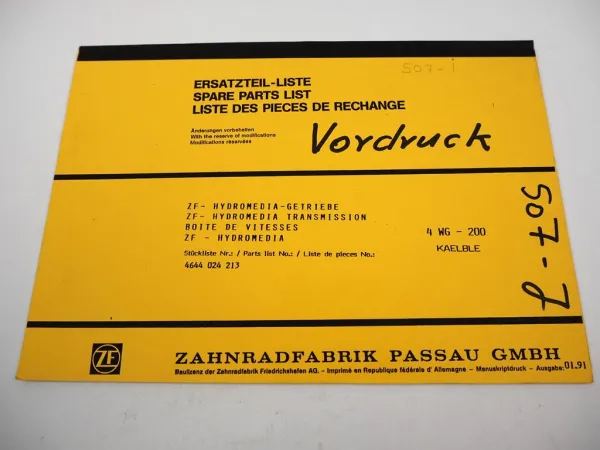 507-i
ERSATZTEIL-LISTE
SPARE PARTS LIST
LISTE DES PIECES DE RECHANGE
Änderungen vorbehalten
With the reserve of modifications
Modifications réservées
Vordruck
ZF- HYDROMEDIA-GETRIEBE
ZF- HYDROMEDIA TRANSMISSION
BOITE DE VITESSES
ZF - HYDROMEDIA
4 WG - 200
KAELBLE
Stückliste Nr.: / Parts list No.: / Liste de pieces No.:
4644 024 213
507-
ZF
ZAHNRADFABRIK PASSAU GMBH
Baulizenz der Zahnradfabrik Friedrichshafen AG. - Imprimé en Republique fédérale d' Allemagne - Manuskriptdruck - Ausgabe: 01.91